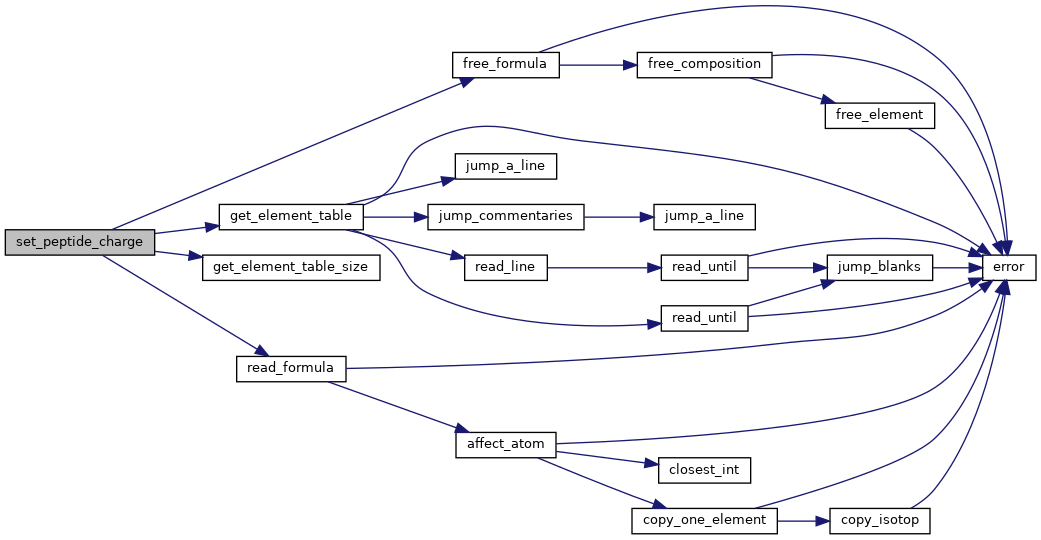 free_formula
free_composition
free_element
jump_a_line
get_element_table
jump_commentaries
jump_a_line
set_peptide_charge
get_element_table_size
read_line
read_until
jump_blanks
error
read_until
read_formula
affect_atom
closest_int
copy_one_element
copy_isotop